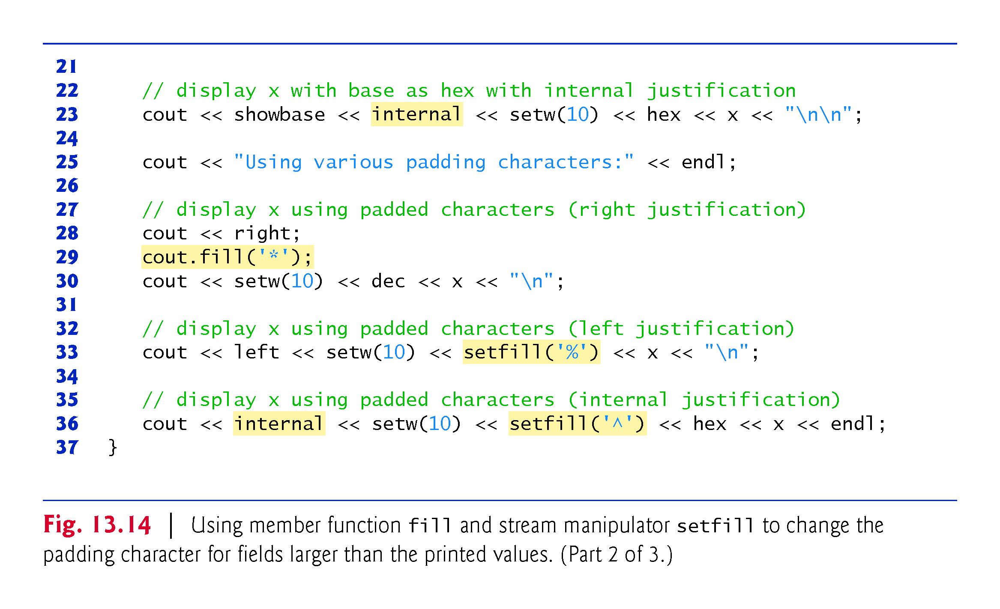 21
22 // display x with base as hex with internal justification
23 cout << showbase << internal << setw(10) << hex << x << "\n\n";
24
25 cout << "Using various padding characters:" << endl;
26
27 // display x using padded characters (right justification)
28 cout << right;
29 cout.fill('*');
30 cout << setw(10) << dec << x << "\n";
31
32 // display x using padded characters (left justification)
33 cout << left << setw(10) << setfill('%') << x << "\n";
34
35 // display x using padded characters (internal justification)
36 cout << internal << setw(10) << setfill('^') << hex << x << endl;
37 }
Fig. 13.14 | Using member function fill and stream manipulator setfill to change the
padding character for fields larger than the printed values. (Part 2 of 3.)